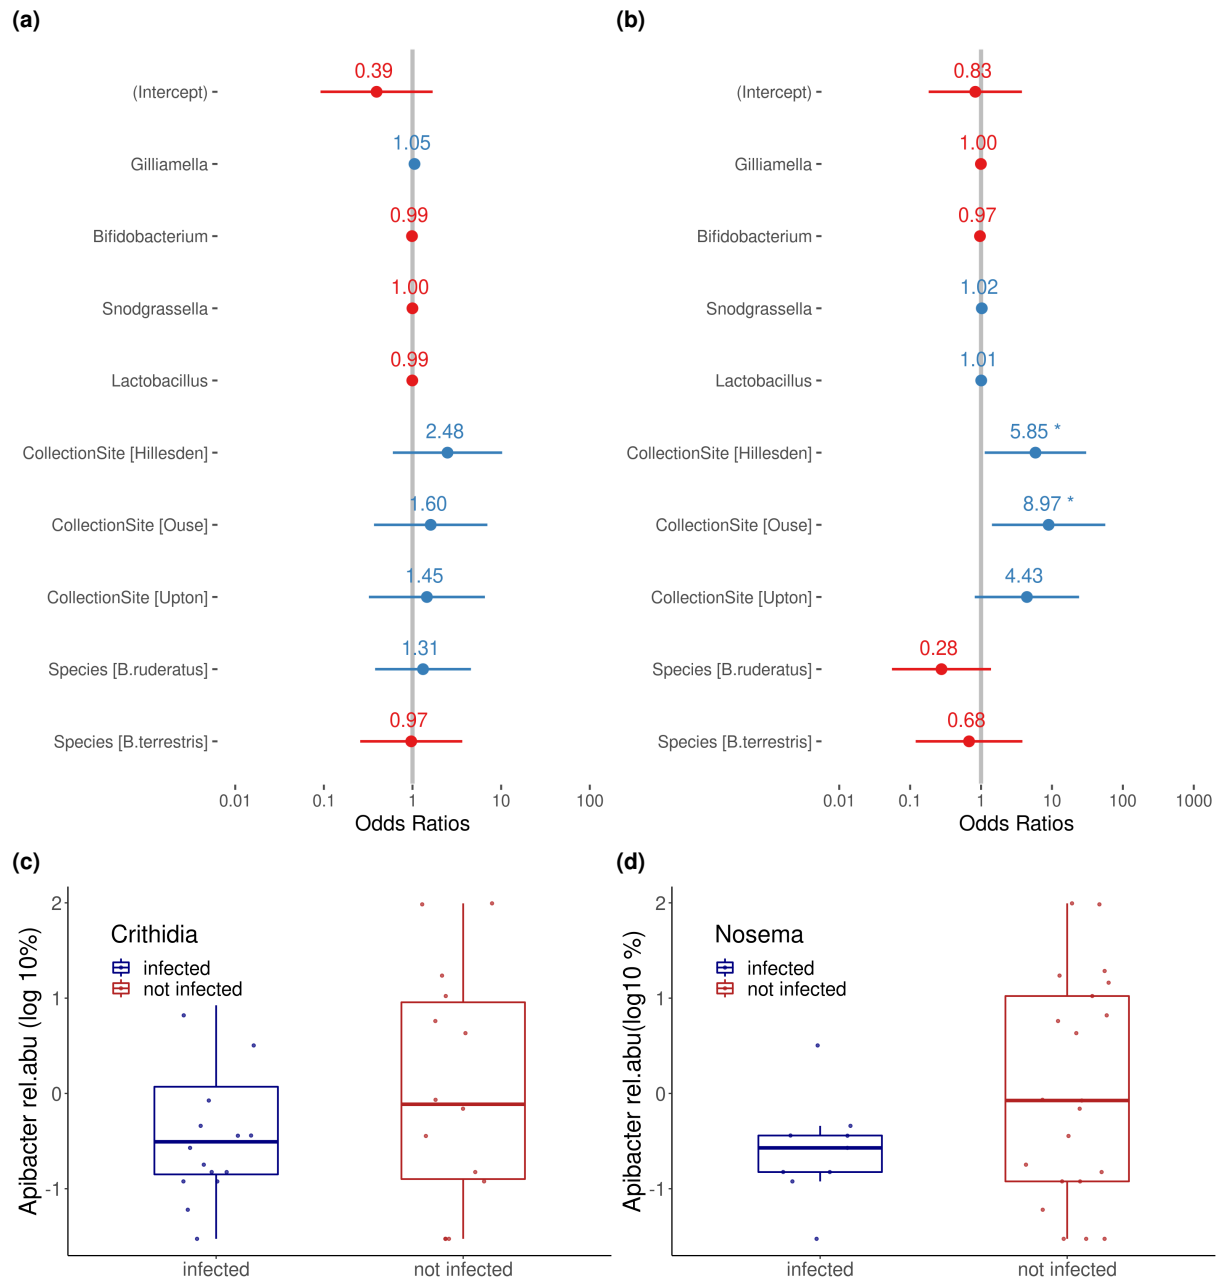 (a)
0.39
(Intercept)
1.05
Gilliamella
0.99
Bifidobacterium
1.00
Snodgrassella
0.99
Lactobacillus
2.48
CollectionSite [Hillesden]
1.60
CollectionSite [Ouse]
1.45
CollectionSite [Upton]
1.31
Species [B.ruderatus]
0.97
Species [B.terrestris]
0.01 0.1 1 10 100
Odds Ratios
(b)
0.83
(Intercept)
1.00
Gilliamella
0.97
Bifidobacterium
1.02
Snodgrassella
1.01
Lactobacillus
5.85 *
CollectionSite [Hillesden]
8.97 *
CollectionSite [Ouse]
4.43
CollectionSite [Upton]
0.28
Species [B.ruderatus]
0.68
Species [B.terrestris]
0.01 0.1 1 10 100 1000
Odds Ratios
(c)
Apibacter rel.abu (log 10%)
2
1
0
-1
Crithidia
infected
not infected
infected not infected
(d)
Apibacter rel.abu(log10 %)
2
1
0
-1
Nosema
infected
not infected
infected not infected